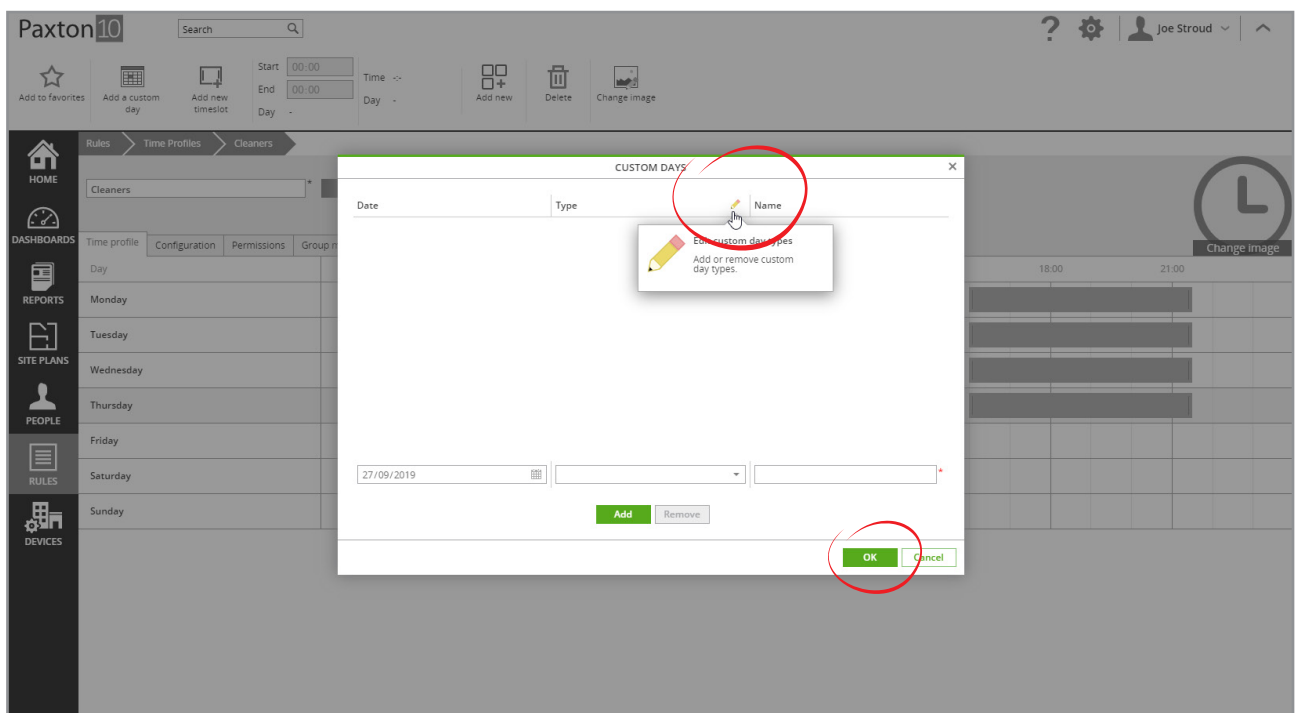 Paxton 10
Search
Joe Stroud
Add to favorites
Add a custom day
Add new timeslot
Start 00:00
End 00:00
Day -
Time -:-
Day -
Add new
Delete
Change image
HOME
DASHBOARDS
REPORTS
SITE PLANS
PEOPLE
RULES
DEVICES
Rules
Time Profiles
Cleaners
Cleaners *
Change image
Time profile
Configuration
Permissions
Day
18:00
21:00
Monday
Tuesday
Wednesday
Thursday
Friday
Saturday
Sunday
CUSTOM DAYS
Date
Type
Name
Edit custom day types
Add or remove custom
day types.
27/09/2019
*
Add
Remove
OK
Cancel